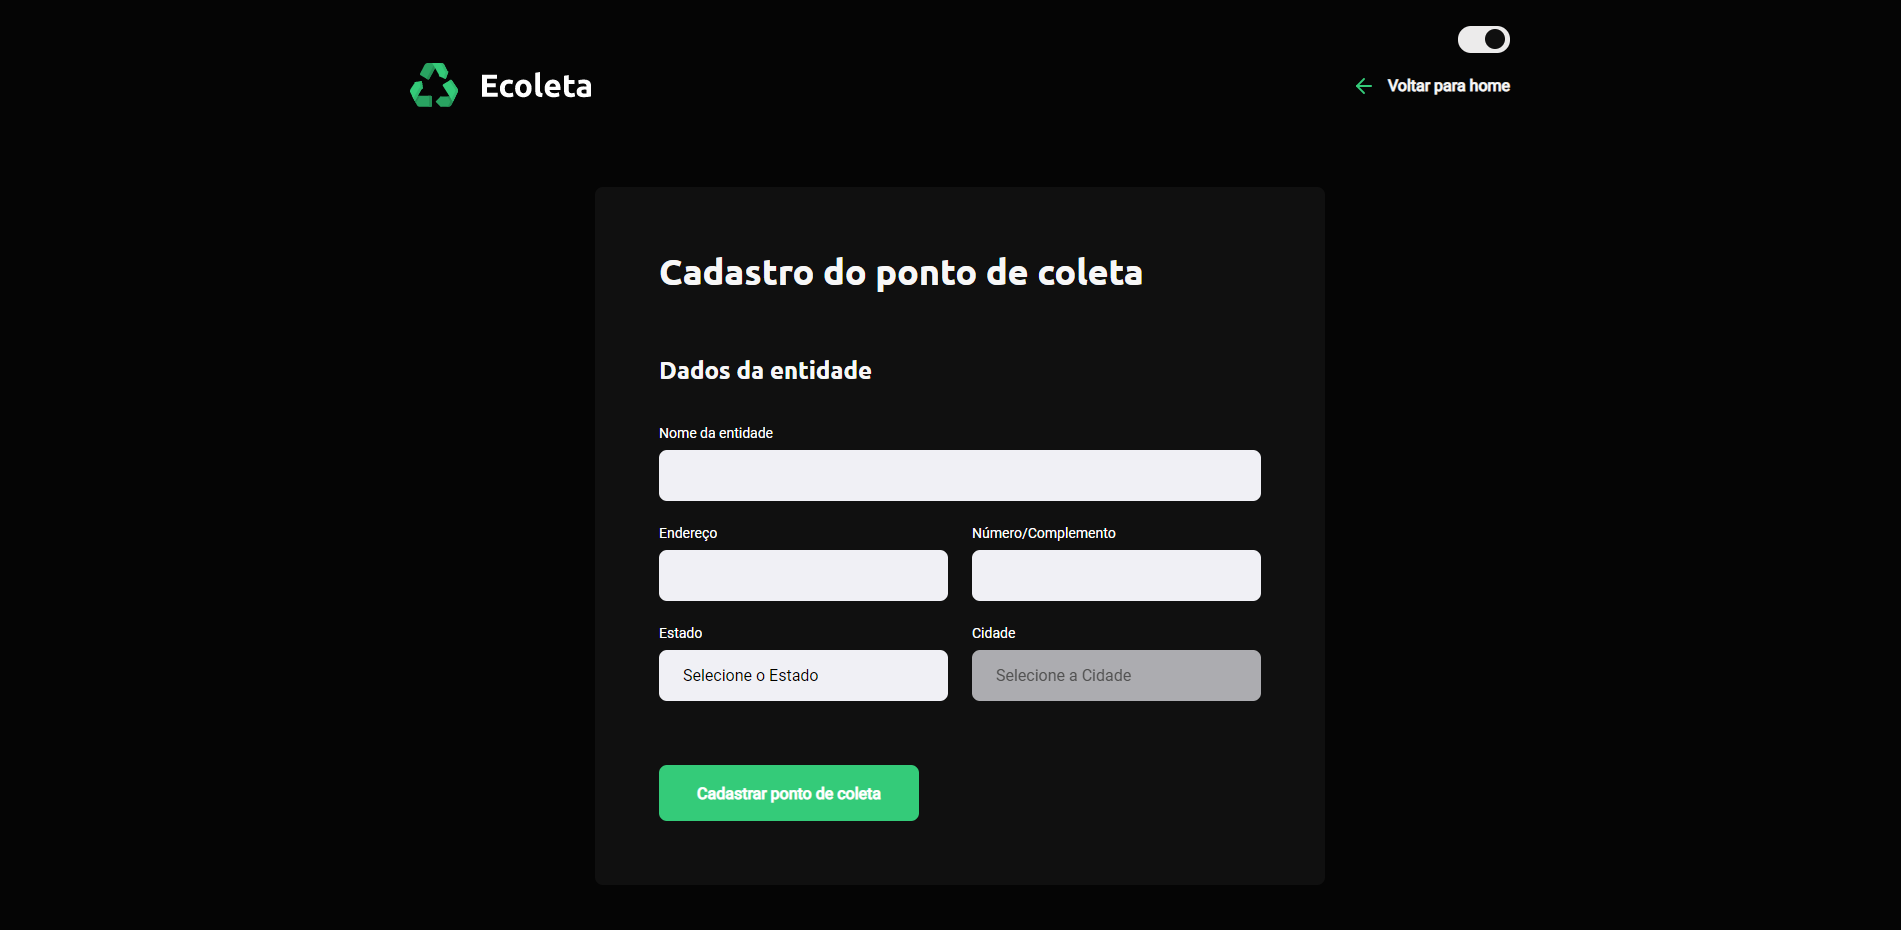 Ecoleta
Voltar para home
Cadastro do ponto de coleta
Dados da entidade
Nome da entidade
Endereço
Número/Complemento
Estado
Cidade
Selecione o Estado
Selecione a Cidade
Cadastrar ponto de coleta